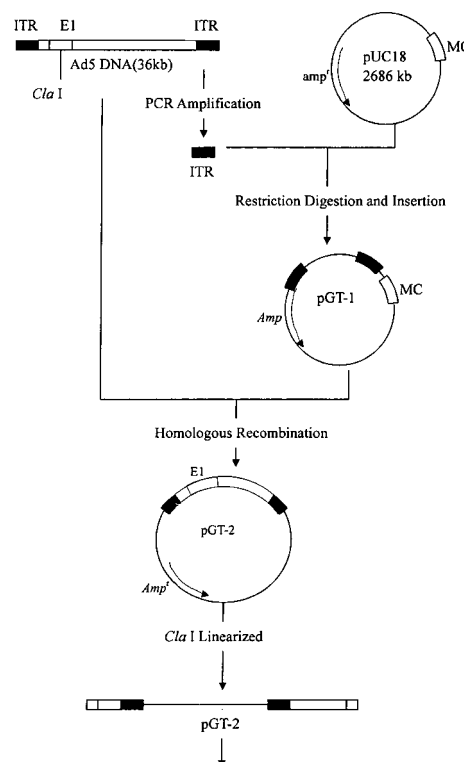 ITR E1 ITR
Ad5 DNA(36kb)
Cla I
PCR Amplification
ITR
pUC18
2686 kb
amp^r
MC
Restriction Digestion and Insertion
pGT-1
MC
Amp
Homologous Recombination
E1
pGT-2
Amp^r
Cla I Linearized
pGT-2